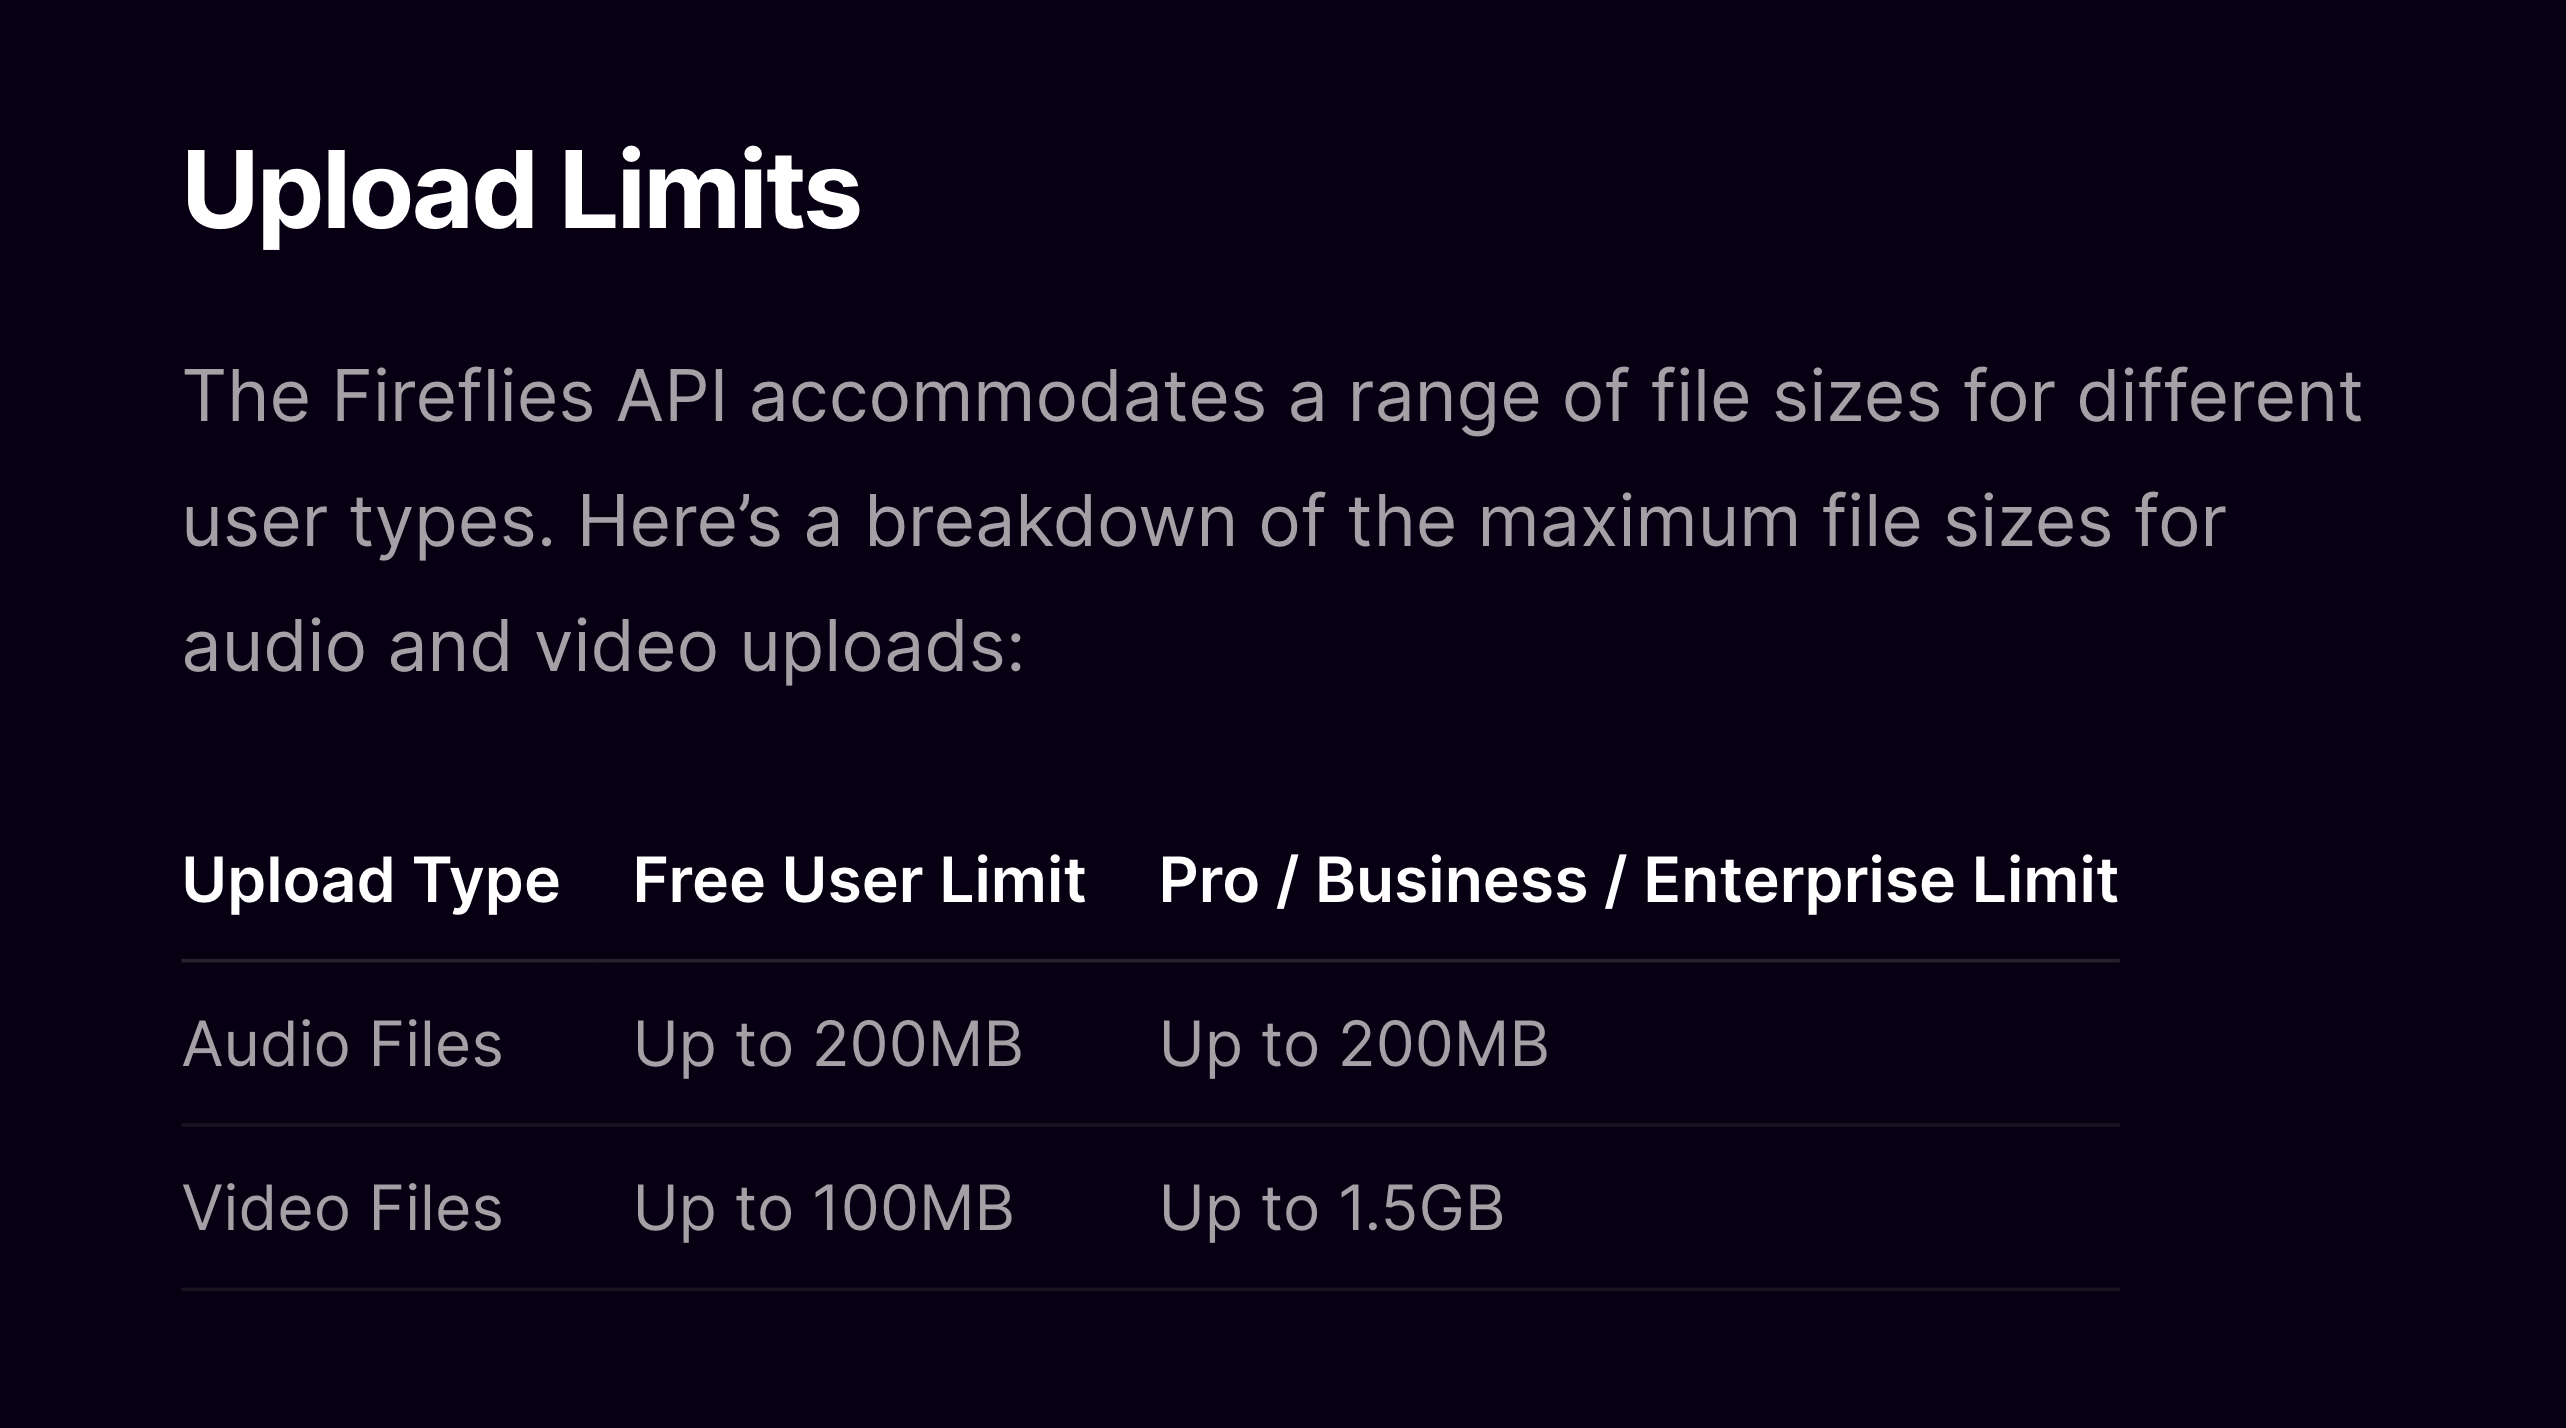 Upload Limits
The Fireflies API accommodates a range of file sizes for different
user types. Here’s a breakdown of the maximum file sizes for
audio and video uploads:
Upload Type Free User Limit Pro / Business / Enterprise Limit
Audio Files Up to 200MB Up to 200MB
Video Files Up to 100MB Up to 1.5GB